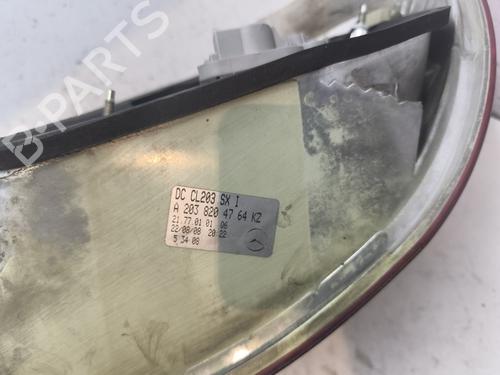 B-PARTS
DC CL203 SX I
A 203 820 47 64 KZ
21.77.01 01 06
22/08/08 20:22
5 34 08